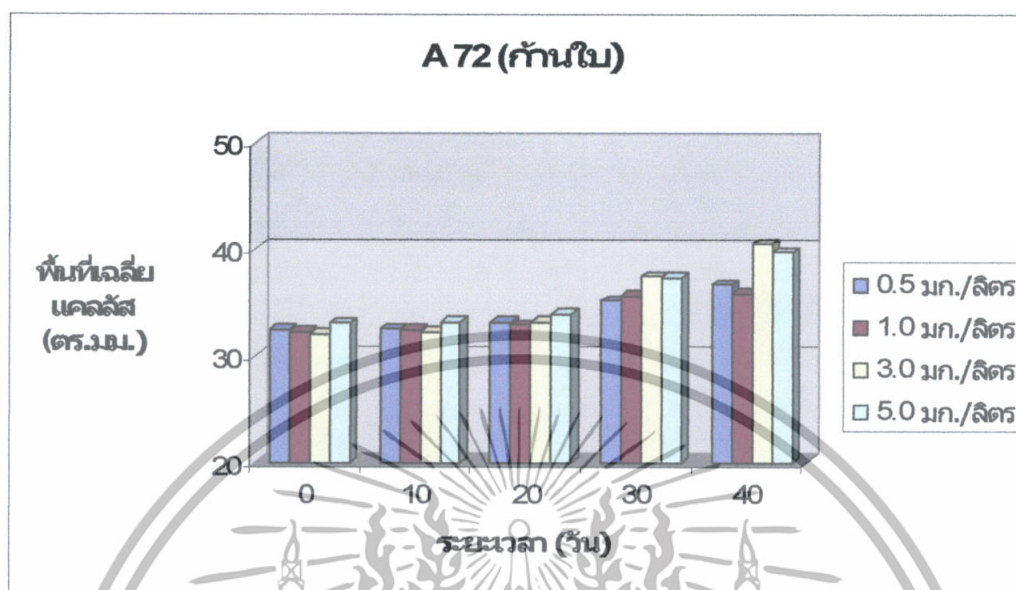 A 72 (ก้านใบ)
50
40
30
20
พื้นที่เฉลี่ย
แคลลัส
(ตร.มม.)
0 10 20 30 40
ระยะเวลา (วัน)
0.5 มก./ลิตร
1.0 มก./ลิตร
3.0 มก./ลิตร
5.0 มก./ลิตร